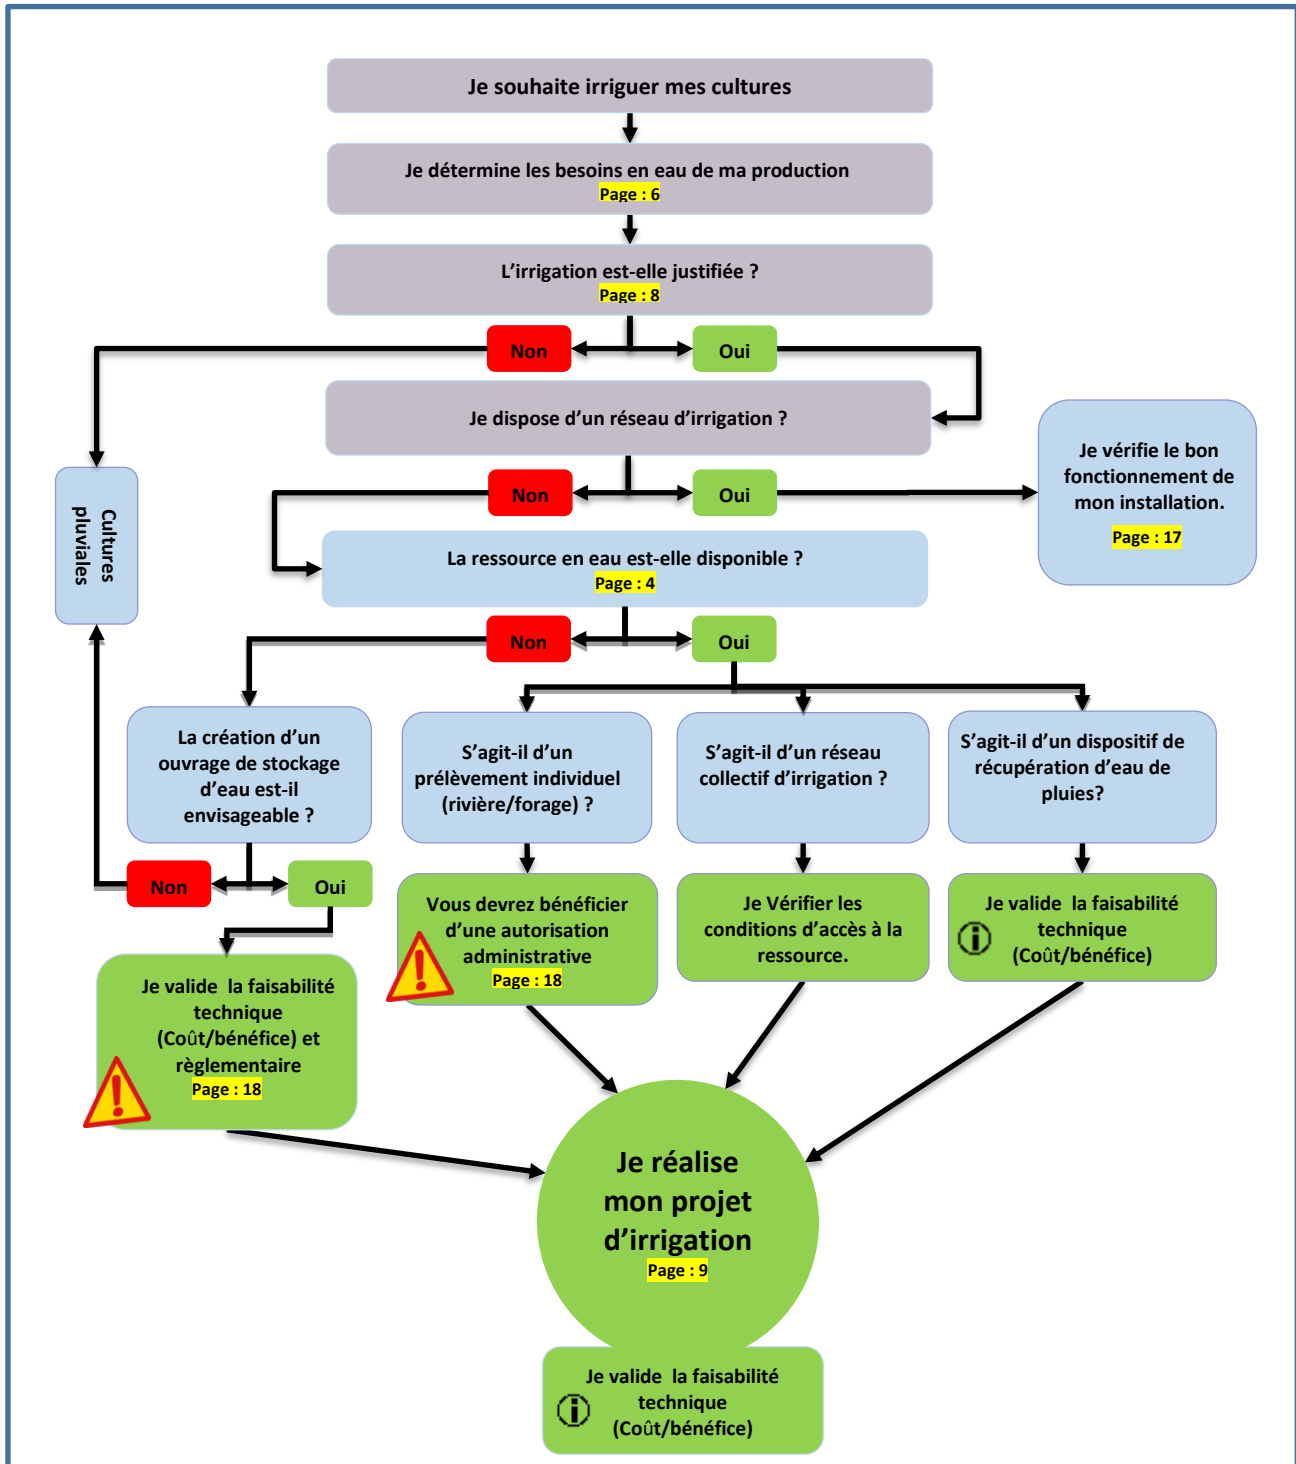 Je souhaite irriguer mes cultures
Je détermine les besoins en eau de ma production
Page : 6
L'irrigation est-elle justifiée ?
Page : 8
Non
Oui
Je dispose d'un réseau d'irrigation ?
Je vérifie le bon
fonctionnement de
mon installation.
Page : 17
Non
Oui
Cultures
pluviales
La ressource en eau est-elle disponible ?
Page : 4
Non
Oui
La création d'un
ouvrage de stockage
d'eau est-il
envisageable ?
S'agit-il d'un
prélèvement individuel
(rivière/forage) ?
S'agit-il d'un réseau
collectif d'irrigation ?
S'agit-il d'un dispositif de
récupération d'eau de
pluies?
Non
Oui
Vous devrez bénéficier
d'une autorisation
administrative
Page : 18
Je Vérifier les
conditions d'accès à la
ressource.
Je valide  la faisabilité
technique
(Coût/bénéfice)
Je valide  la faisabilité
technique
(Coût/bénéfice) et
règlementaire
Page : 18
Je réalise
mon projet
d'irrigation
Page : 9
Je valide  la faisabilité
technique
(Coût/bénéfice)